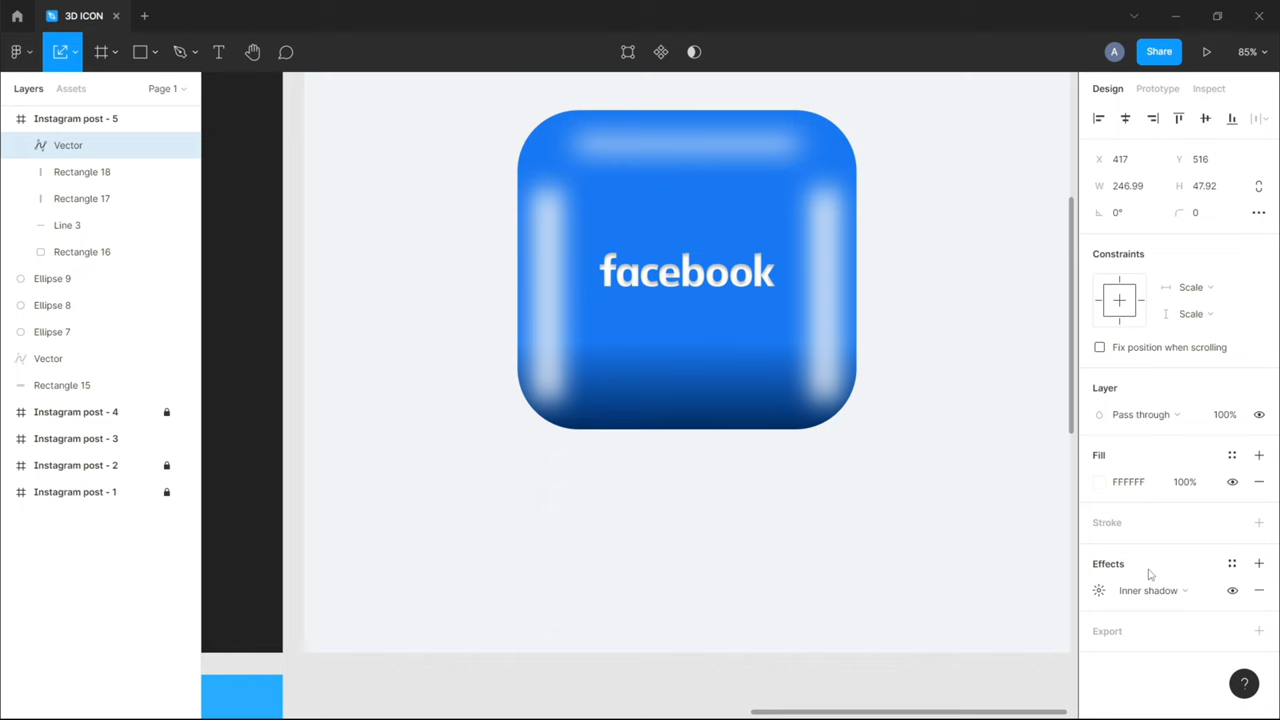 3D ICON
Share
A
85%
Layers
Assets
Page 1
Instagram post - 5
Vector
Rectangle 18
Rectangle 17
Line 3
Rectangle 16
Ellipse 9
Ellipse 8
Ellipse 7
Vector
Rectangle 15
Instagram post - 4
Instagram post - 3
Instagram post - 2
Instagram post - 1
facebook
Design
Prototype
Inspect
X 417 Y 516
W 246.99 H 47.92
0° 0
Constraints
Scale
Scale
Fix position when scrolling
Layer
Pass through 100%
Fill
FFFFFF 100%
Stroke
Effects
Inner shadow
Export
?